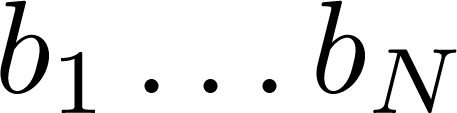 b₁ … b_N